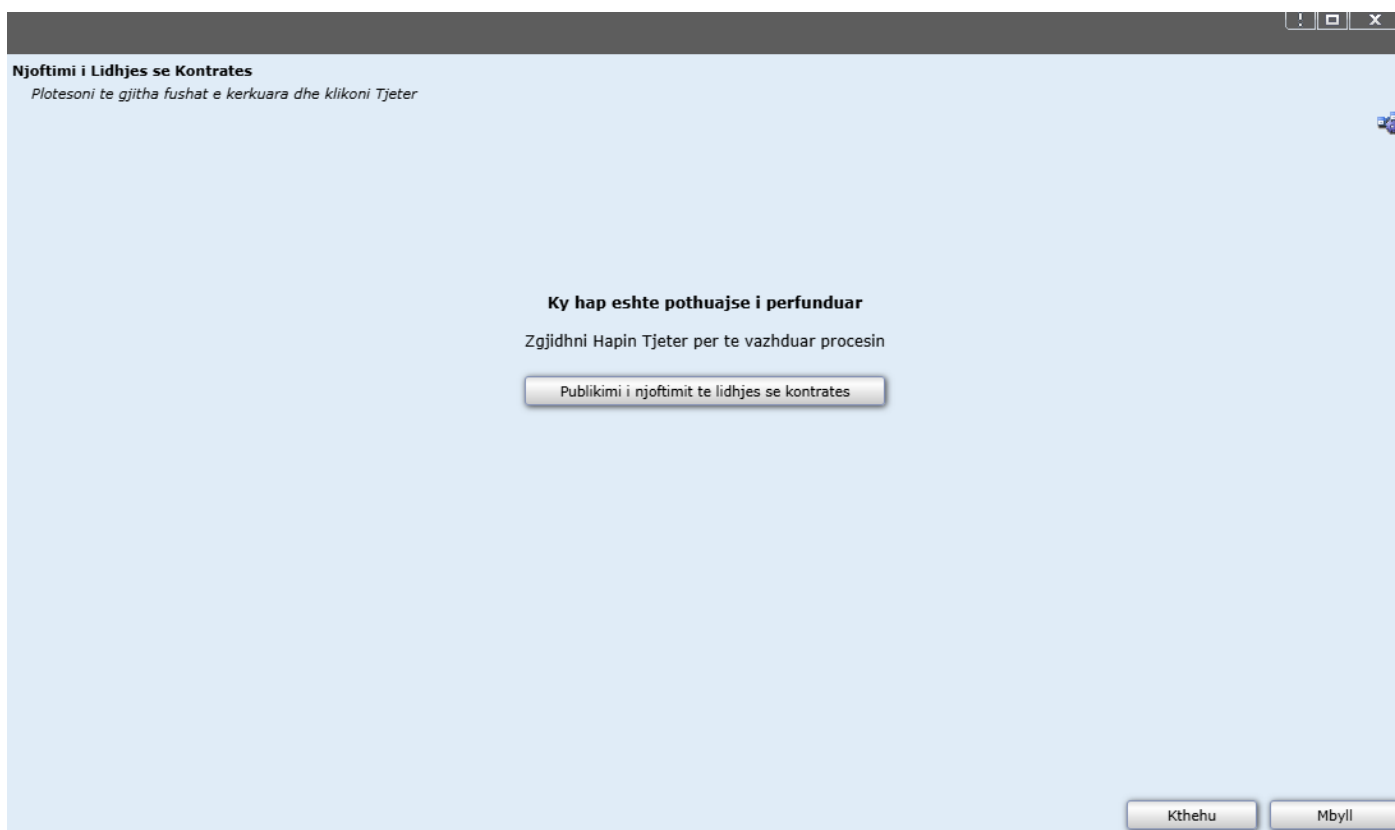 Njoftimi i Lidhjes se Kontrates
Plotesoni te gjitha fushat e kerkuara dhe klikoni Tjeter
Ky hap eshte pothuajse i perfunduar
Zgjidhni Hapin Tjeter per te vazhduar procesin
Publikimi i njoftimit te lidhjes se kontrates
Kthehu
Mbyll